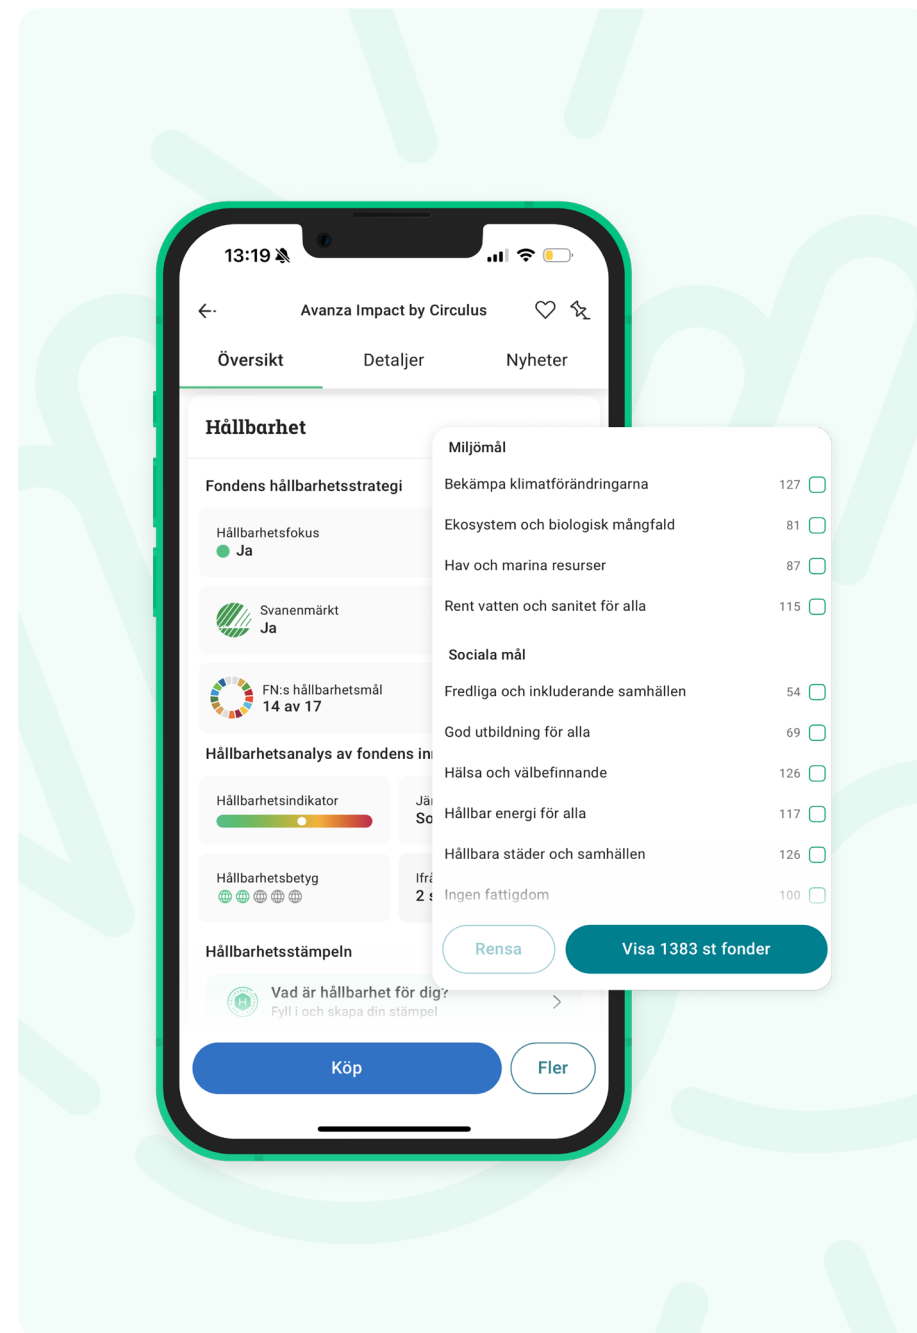 13:19
Avanza Impact by Circulus
Översikt
Detaljer
Nyheter
Hållbarhet
Fondens hållbarhetsstrategi
Hållbarhetsfokus
Ja
Svanenmärkt
Ja
FN:s hållbarhetsmål
14 av 17
Hållbarhetsanalys av fondens
Hållbarhetsindikator
Hållbarhetsbetyg
2
Hållbarhetsstämpeln
Vad är hållbarhet för dig?
Fyll i och skapa din stämpel
Köp
Fler
Miljömål
Bekämpa klimatförändringarna 127
Ekosystem och biologisk mångfald 81
Hav och marina resurser 87
Rent vatten och sanitet för alla 115
Sociala mål
Fredliga och inkluderande samhällen 54
God utbildning för alla 69
Hälsa och välbefinnande 126
Hållbar energi för alla 117
Hållbara städer och samhällen 126
Ingen fattigdom 100
Rensa
Visa 1383 st fonder